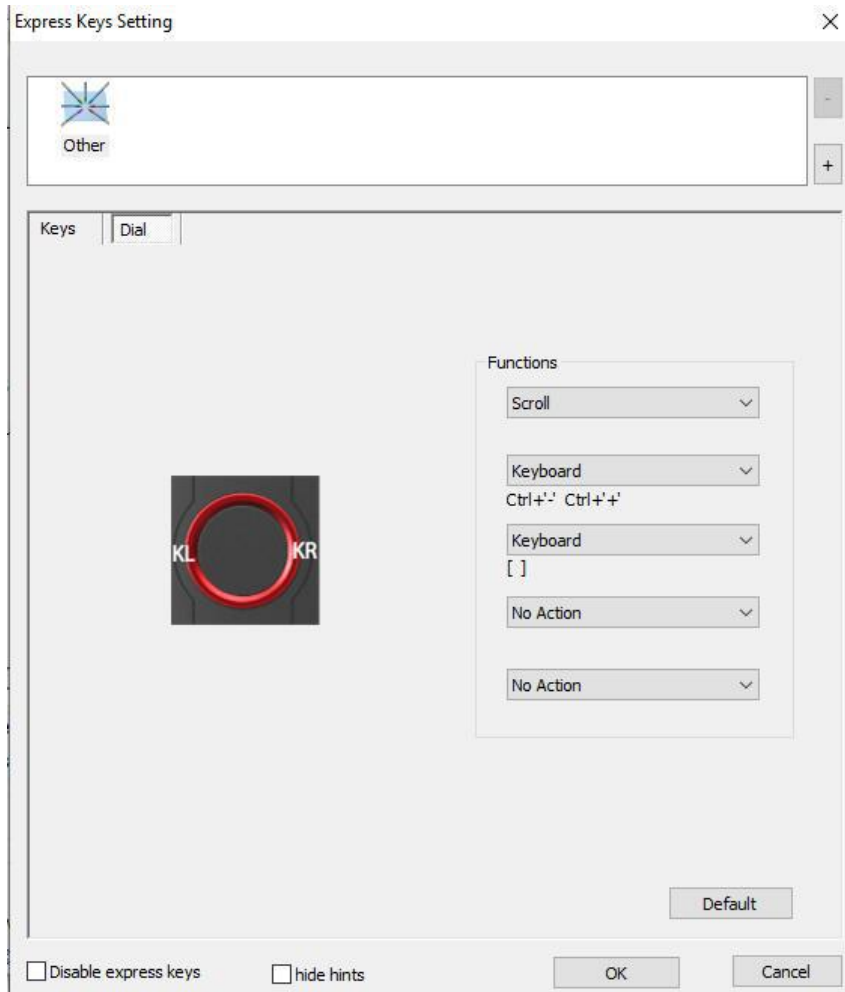 Express Keys Setting
-
Other
+
Keys Dial
Functions
Scroll
Keyboard
Ctrl+'-' Ctrl+'+'
KL KR
Keyboard
[ ]
No Action
No Action
Default
Disable express keys hide hints OK Cancel